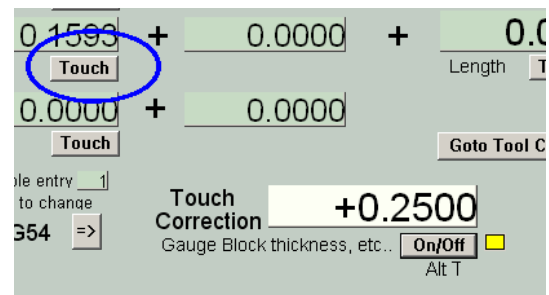 0.1593 + 0.0000 + 0.0
Touch Length T
0.0000 + 0.0000
Touch Goto Tool C
ole entry 1
to change
G54 =>
Touch
Correction +0.2500
Gauge Block thickness, etc.. On/Off
Alt T